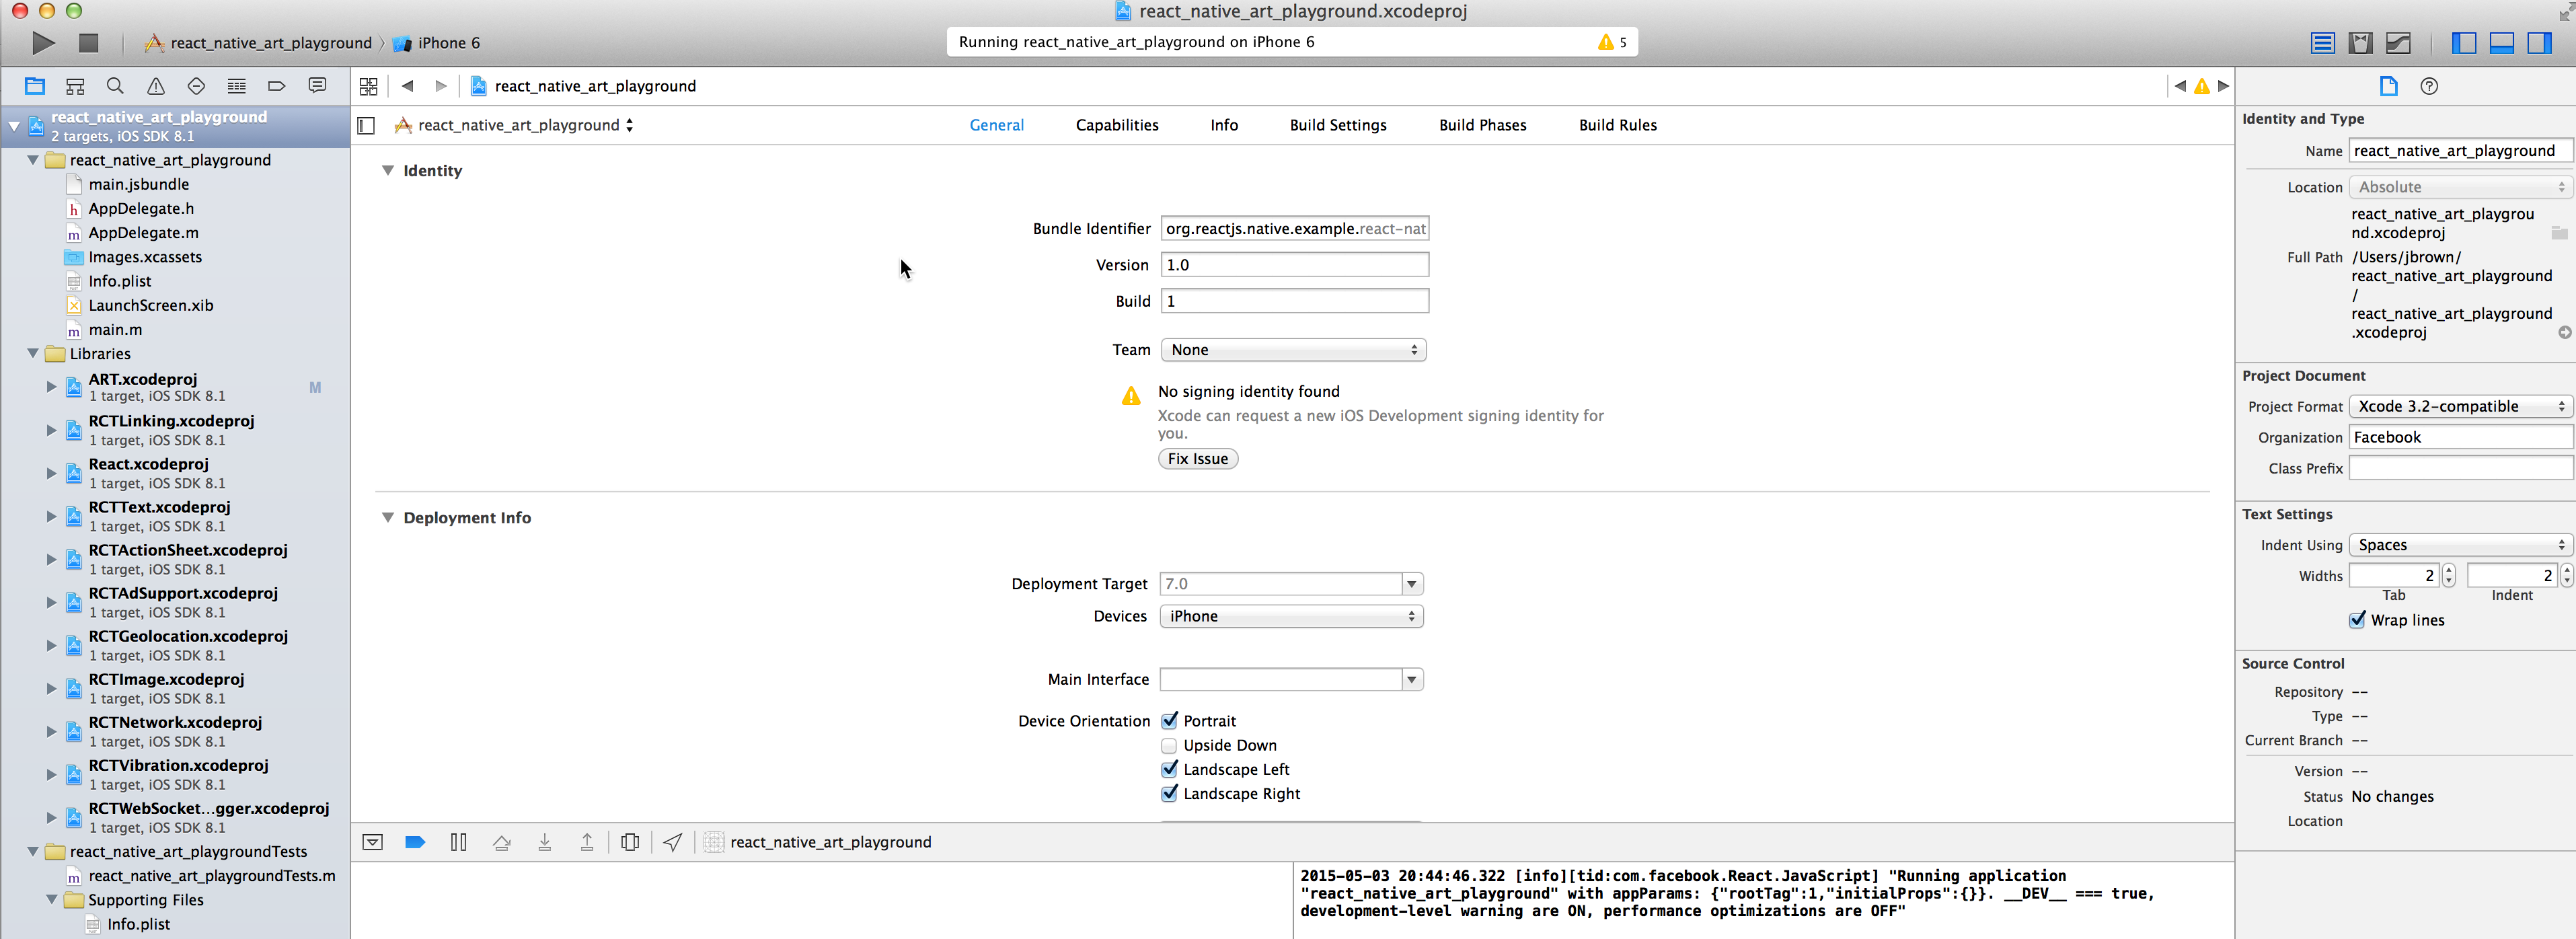 react_native_art_playground.xcodeproj
react_native_art_playground
iPhone 6
Running react_native_art_playground on iPhone 6
5
react_native_art_playground
2 targets, iOS SDK 8.1
react_native_art_playground
main.jsbundle
AppDelegate.h
AppDelegate.m
Images.xcassets
Info.plist
LaunchScreen.xib
main.m
Libraries
ART.xcodeproj
1 target, iOS SDK 8.1
M
RCTLinking.xcodeproj
1 target, iOS SDK 8.1
React.xcodeproj
1 target, iOS SDK 8.1
RCTText.xcodeproj
1 target, iOS SDK 8.1
RCTActionSheet.xcodeproj
1 target, iOS SDK 8.1
RCTAdSupport.xcodeproj
1 target, iOS SDK 8.1
RCTGeolocation.xcodeproj
1 target, iOS SDK 8.1
RCTImage.xcodeproj
1 target, iOS SDK 8.1
RCTNetwork.xcodeproj
1 target, iOS SDK 8.1
RCTVibration.xcodeproj
1 target, iOS SDK 8.1
RCTWebSocket...gger.xcodeproj
1 target, iOS SDK 8.1
react_native_art_playgroundTests
react_native_art_playgroundTests.m
Supporting Files
Info.plist
react_native_art_playground
react_native_art_playground
General Capabilities Info Build Settings Build Phases Build Rules
Identity
Bundle Identifier org.reactjs.native.example.react-nat
Version 1.0
Build 1
Team None
No signing identity found
Xcode can request a new iOS Development signing identity for
you.
Fix Issue
Deployment Info
Deployment Target 7.0
Devices iPhone
Main Interface
Device Orientation Portrait
Upside Down
Landscape Left
Landscape Right
react_native_art_playground
2015-05-03 20:44:46.322 [info][tid:com.facebook.React.JavaScript] "Running application
"react_native_art_playground" with appParams: {"rootTag":1,"initialProps":{}}. __DEV__ === true,
development-level warning are ON, performance optimizations are OFF"
Identity and Type
Name react_native_art_playground
Location Absolute
react_native_art_playgrou
nd.xcodeproj
Full Path /Users/jbrown/
react_native_art_playground
/
react_native_art_playground
.xcodeproj
Project Document
Project Format Xcode 3.2-compatible
Organization Facebook
Class Prefix
Text Settings
Indent Using Spaces
Widths 2 2
Tab Indent
Wrap lines
Source Control
Repository --
Type --
Current Branch --
Version --
Status No changes
Location